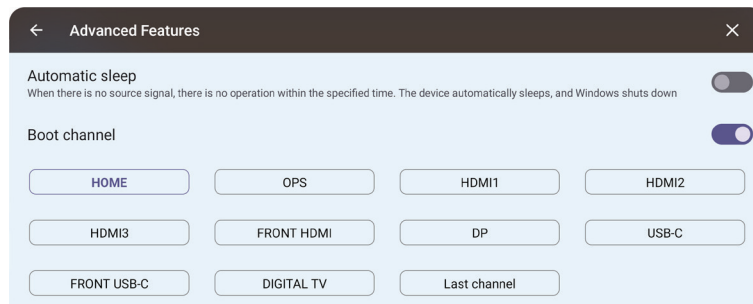 Advanced Features
Automatic sleep
When there is no source signal, there is no operation within the specified time. The device automatically sleeps, and Windows shuts down
Boot channel
HOME OPS HDMI1 HDMI2
HDMI3 FRONT HDMI DP USB-C
FRONT USB-C DIGITAL TV Last channel